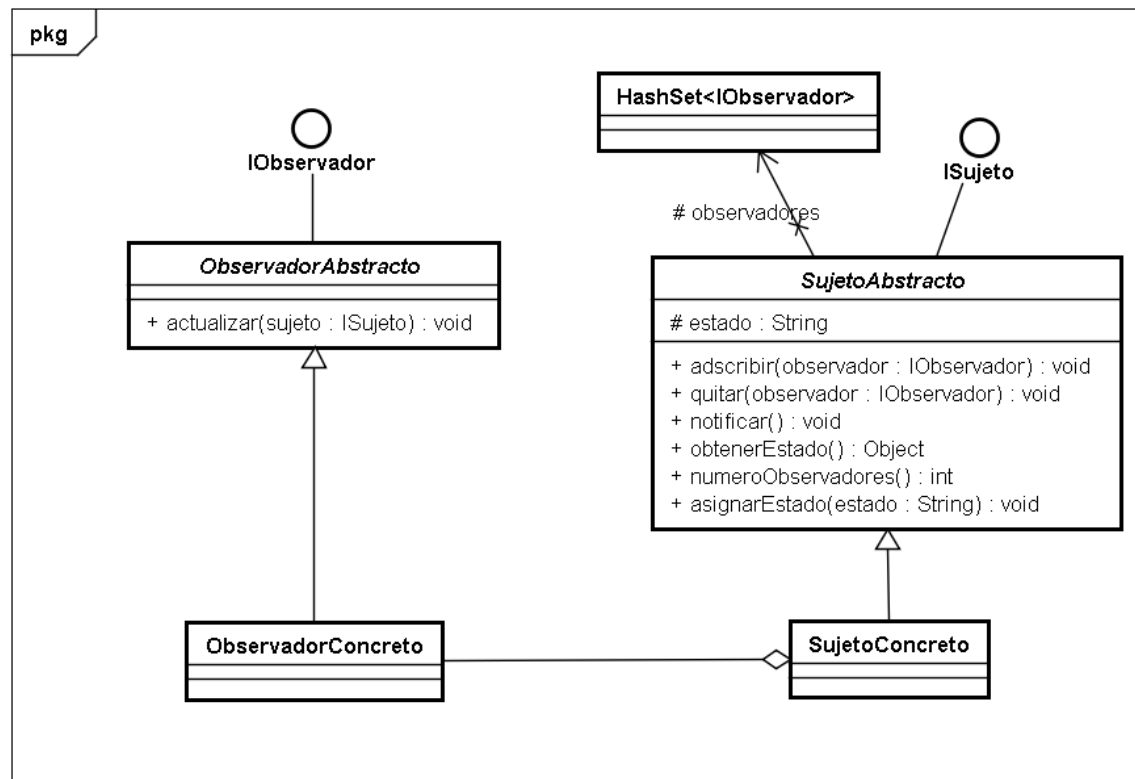 pkg
HashSet<IObservador>
IObservador
ISujeto
# observadores
ObservadorAbstracto
+ actualizar(sujeto : ISujeto) : void
SujetoAbstracto
# estado : String
+ adscribir(observador : IObservador) : void
+ quitar(observador : IObservador) : void
+ notificar() : void
+ obtenerEstado() : Object
+ numeroObservadores() : int
+ asignarEstado(estado : String) : void
ObservadorConcreto
SujetoConcreto